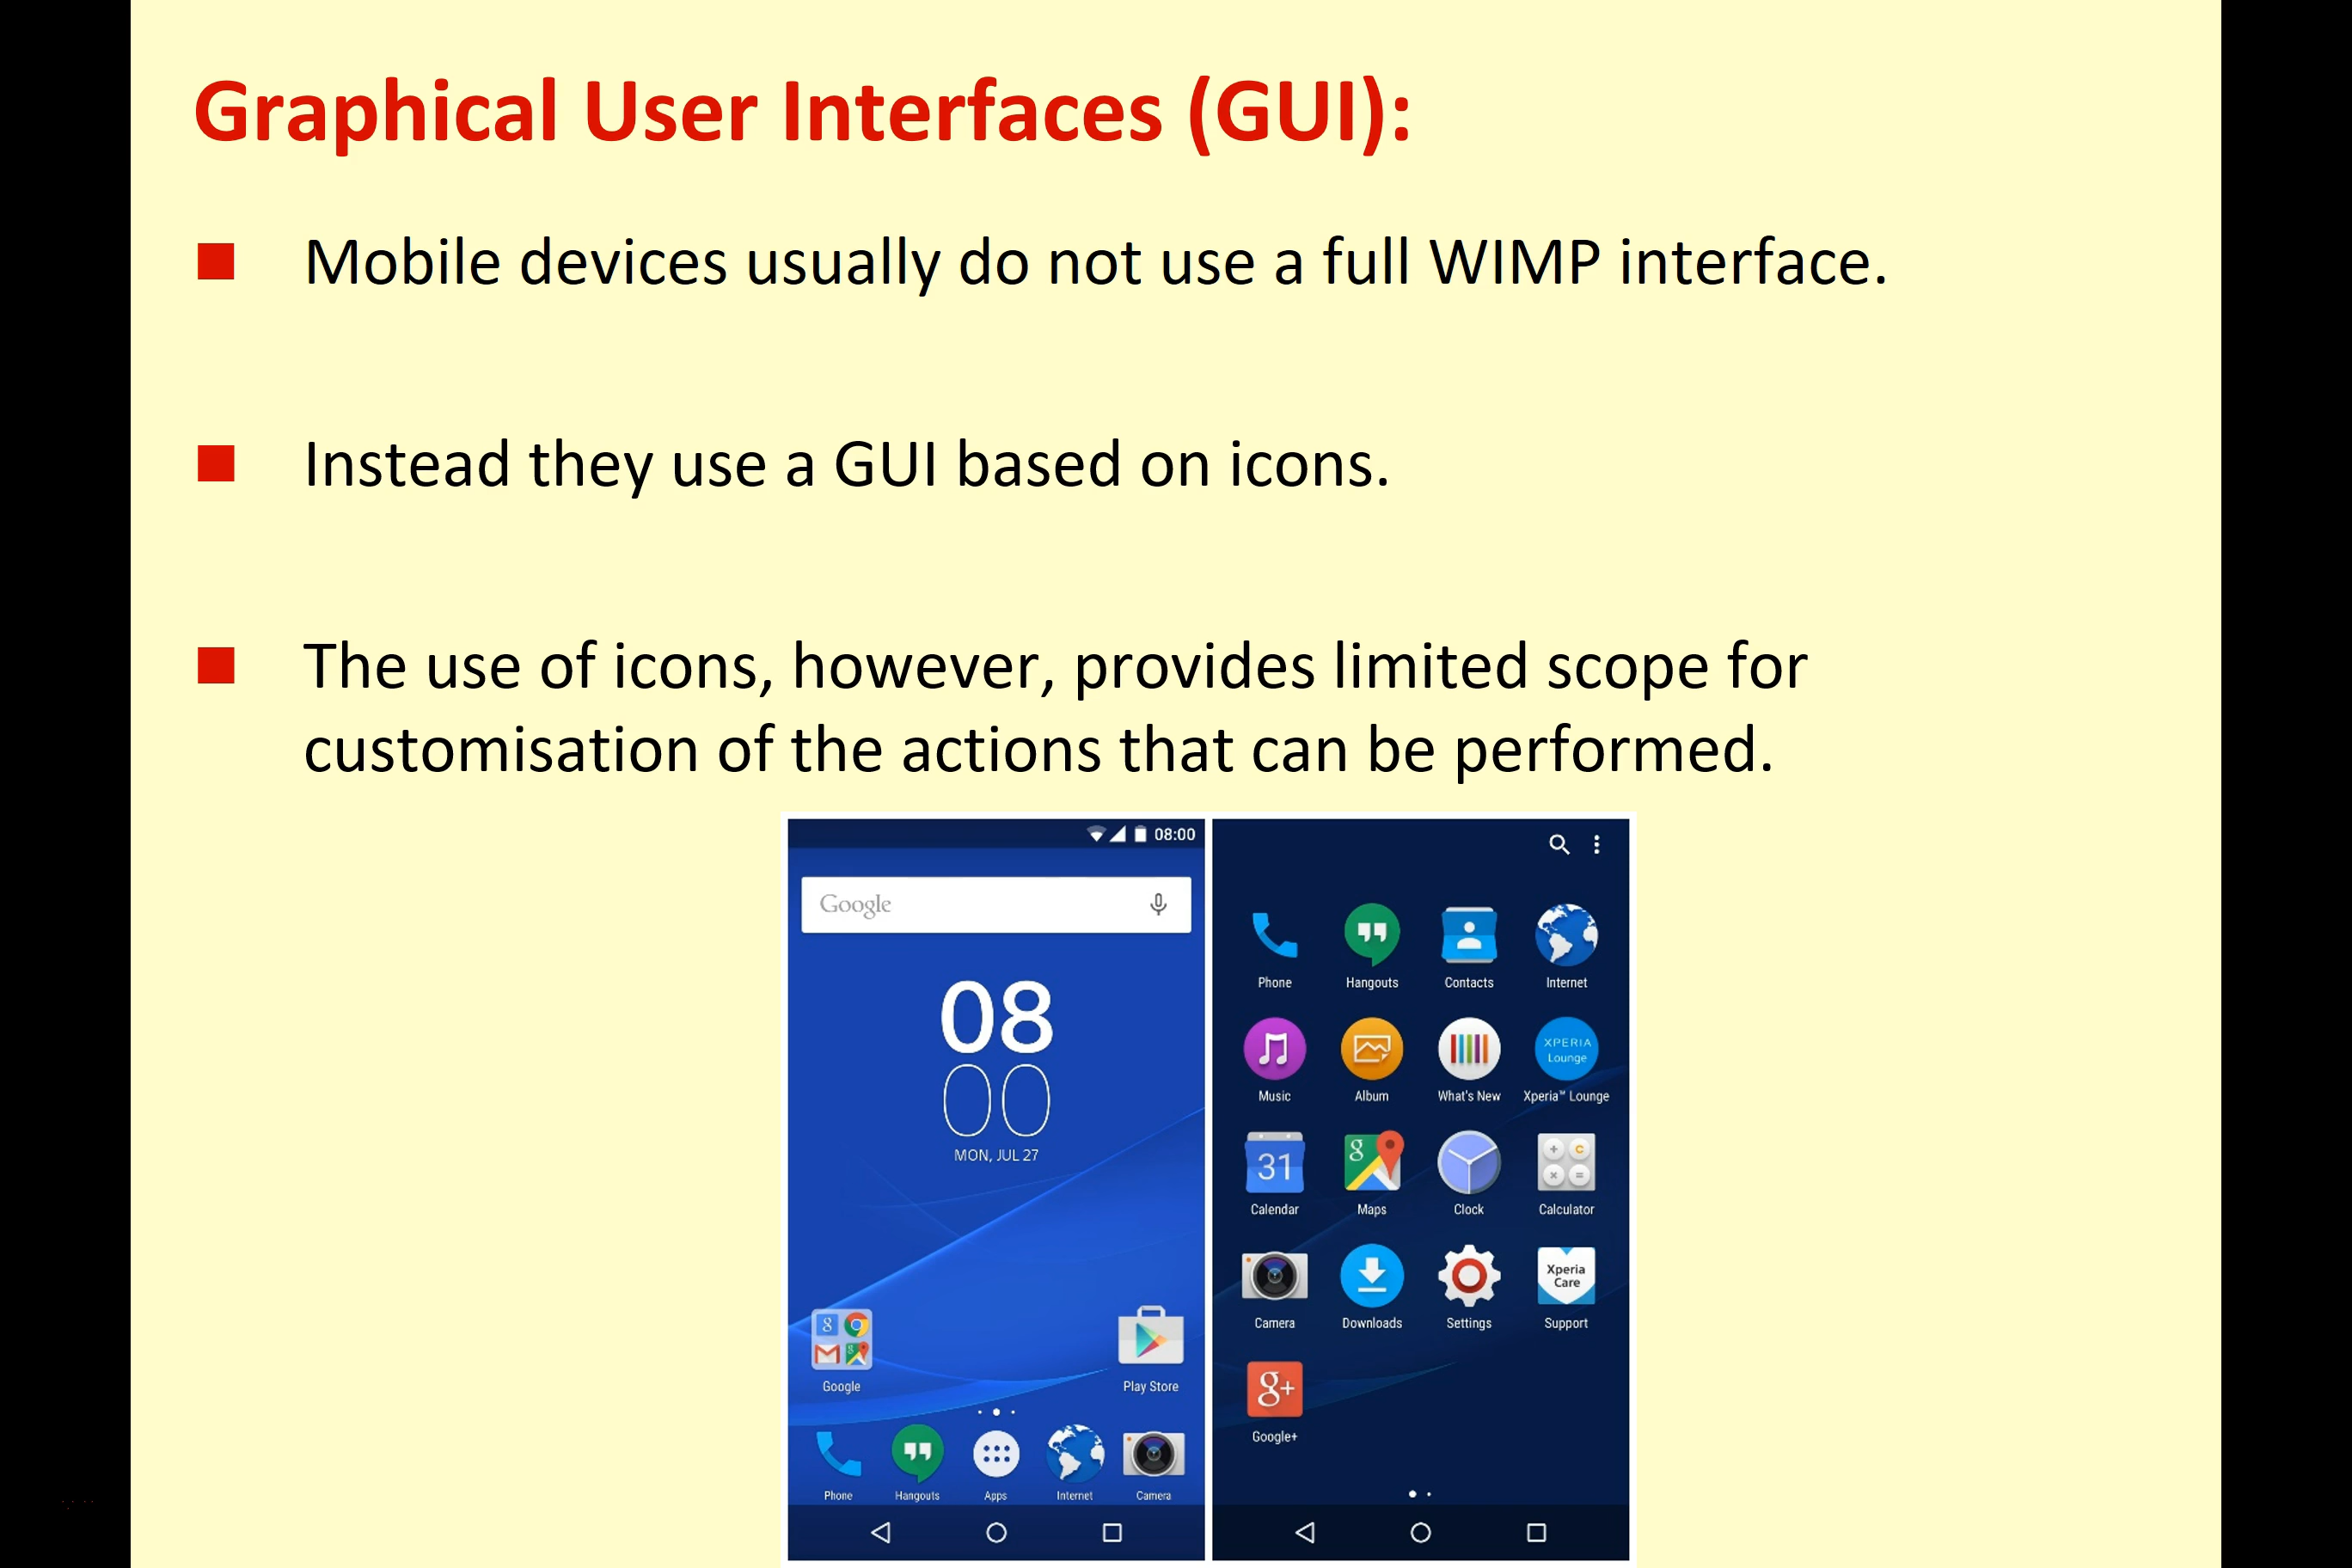 Graphical User Interfaces (GUI):
Mobile devices usually do not use a full WIMP interface.
Instead they use a GUI based on icons.
The use of icons, however, provides limited scope for
customisation of the actions that can be performed.
08:00
Google
08
00
MON, JUL 27
8
Google
Play Store
Phone Hangouts Apps Internet Camera
Phone Hangouts Contacts Internet
XPERIA
Lounge
Music Album What's New Xperia™ Lounge
31 8 + C
× =
Calendar Maps Clock Calculator
Xperia
Care
Camera Downloads Settings Support
g+
Google+